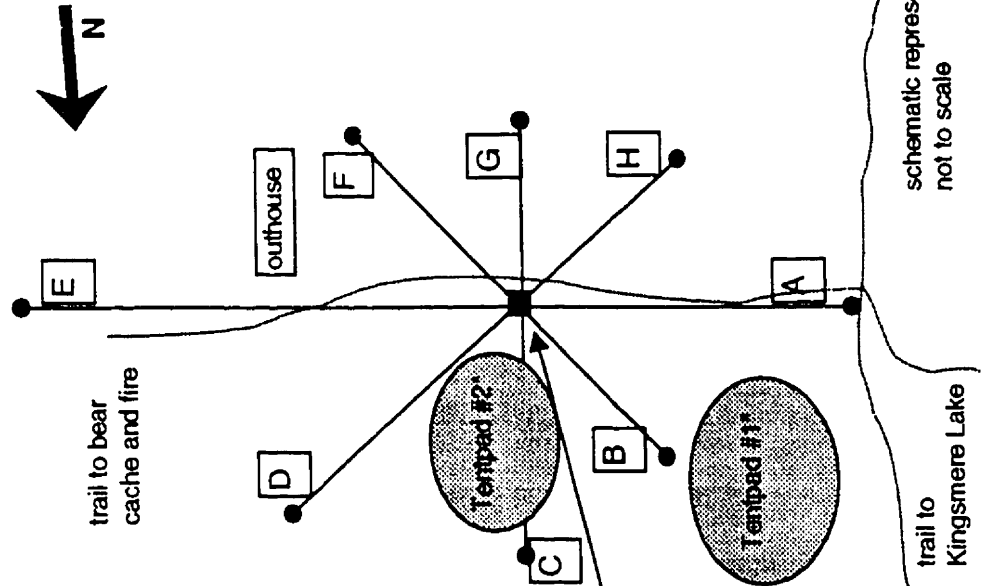 N
E
outhouse
F
G
H
trail to bear
cache and fire
D
A
Tentpad #2*
B
C
Tentpad #1*
trail to
Kingsmere Lake
schematic repres
not to scale